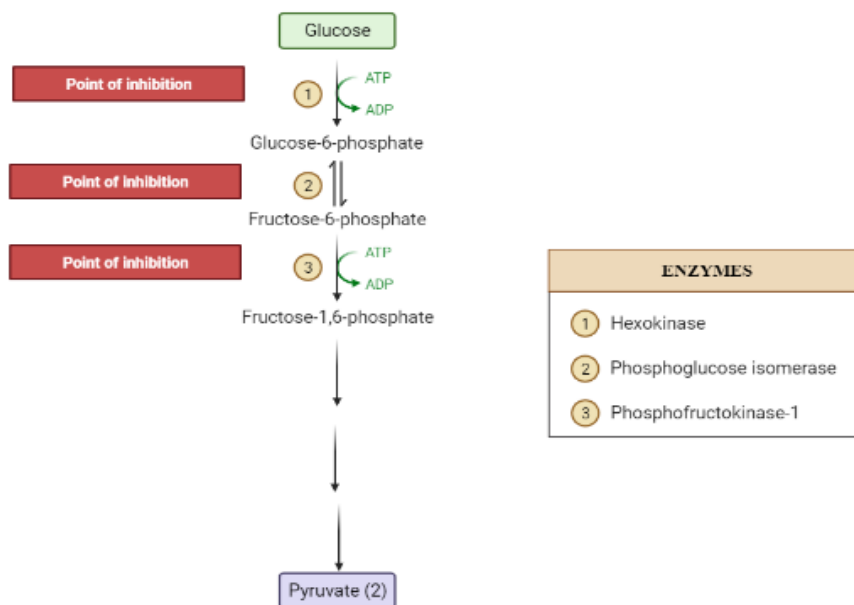 Glucose
Point of inhibition
1
ATP
ADP
Glucose-6-phosphate
Point of inhibition
2
Fructose-6-phosphate
Point of inhibition
3
ATP
ADP
Fructose-1,6-phosphate
ENZYMES
1 Hexokinase
2 Phosphoglucose isomerase
3 Phosphofructokinase-1
Pyruvate (2)